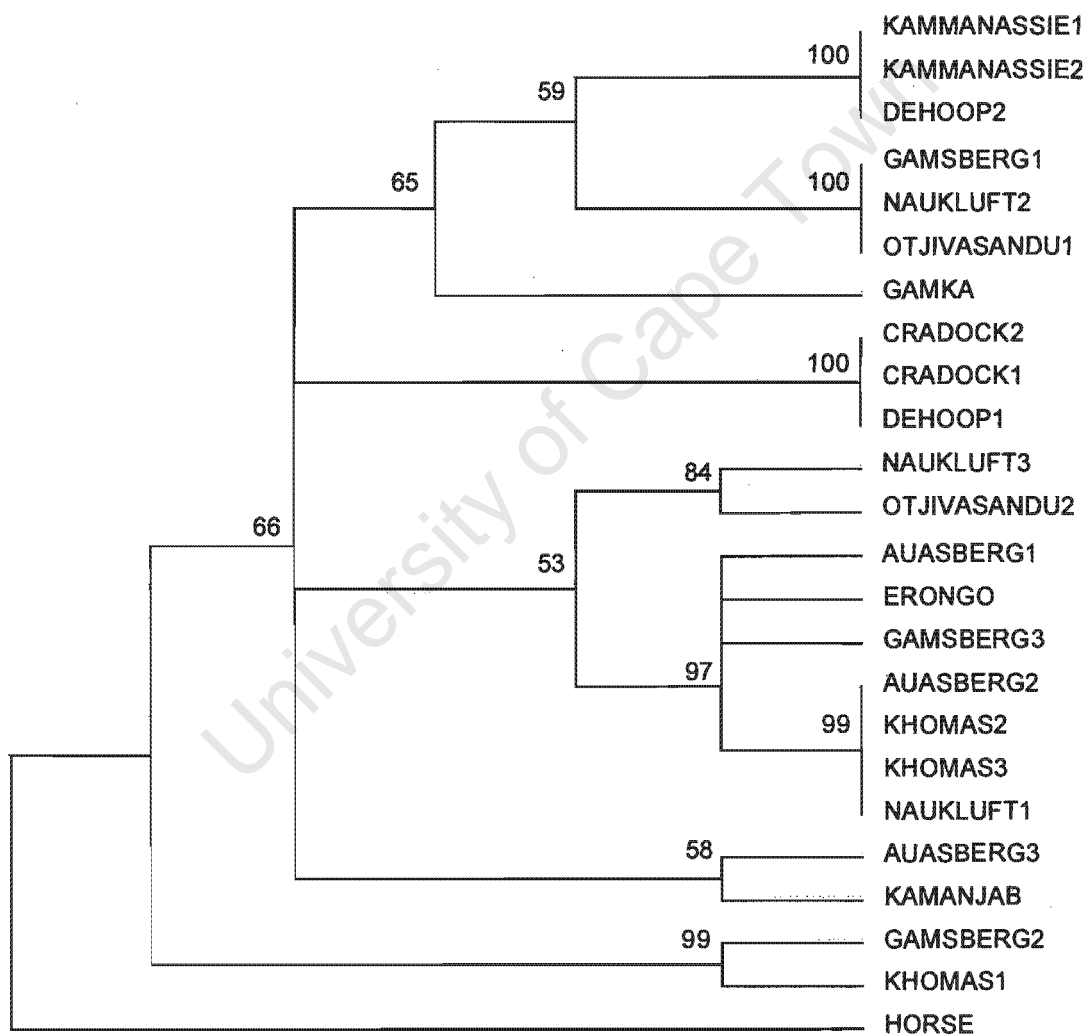 KAMMANASSIE1
100
KAMMANASSIE2
59
DEHOOP2
GAMSBERG1
65
100
NAUKLUFT2
OTJIVASANDU1
GAMKA
CRADOCK2
100
CRADOCK1
DEHOOP1
NAUKLUFT3
84
OTJIVASANDU2
66
AUASBERG1
53
ERONGO
GAMSBERG3
97
AUASBERG2
99
KHOMAS2
KHOMAS3
NAUKLUFT1
58
AUASBERG3
KAMANJAB
99
GAMSBERG2
KHOMAS1
HORSE
University of Cape Town